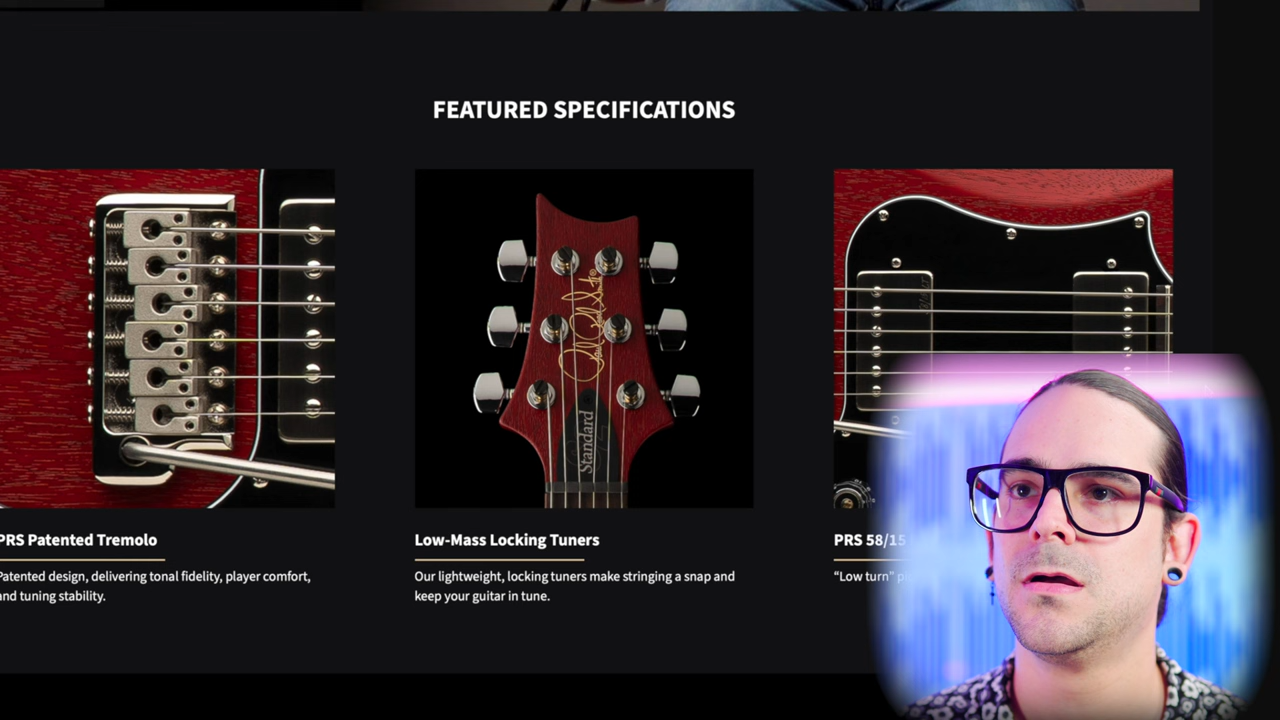 FEATURED SPECIFICATIONS
Standard
PRS Patented Tremolo
Patented design, delivering tonal fidelity, player comfort,
and tuning stability.
Low-Mass Locking Tuners
Our lightweight, locking tuners make stringing a snap and
keep your guitar in tune.
PRS 58/15
“Low turn”